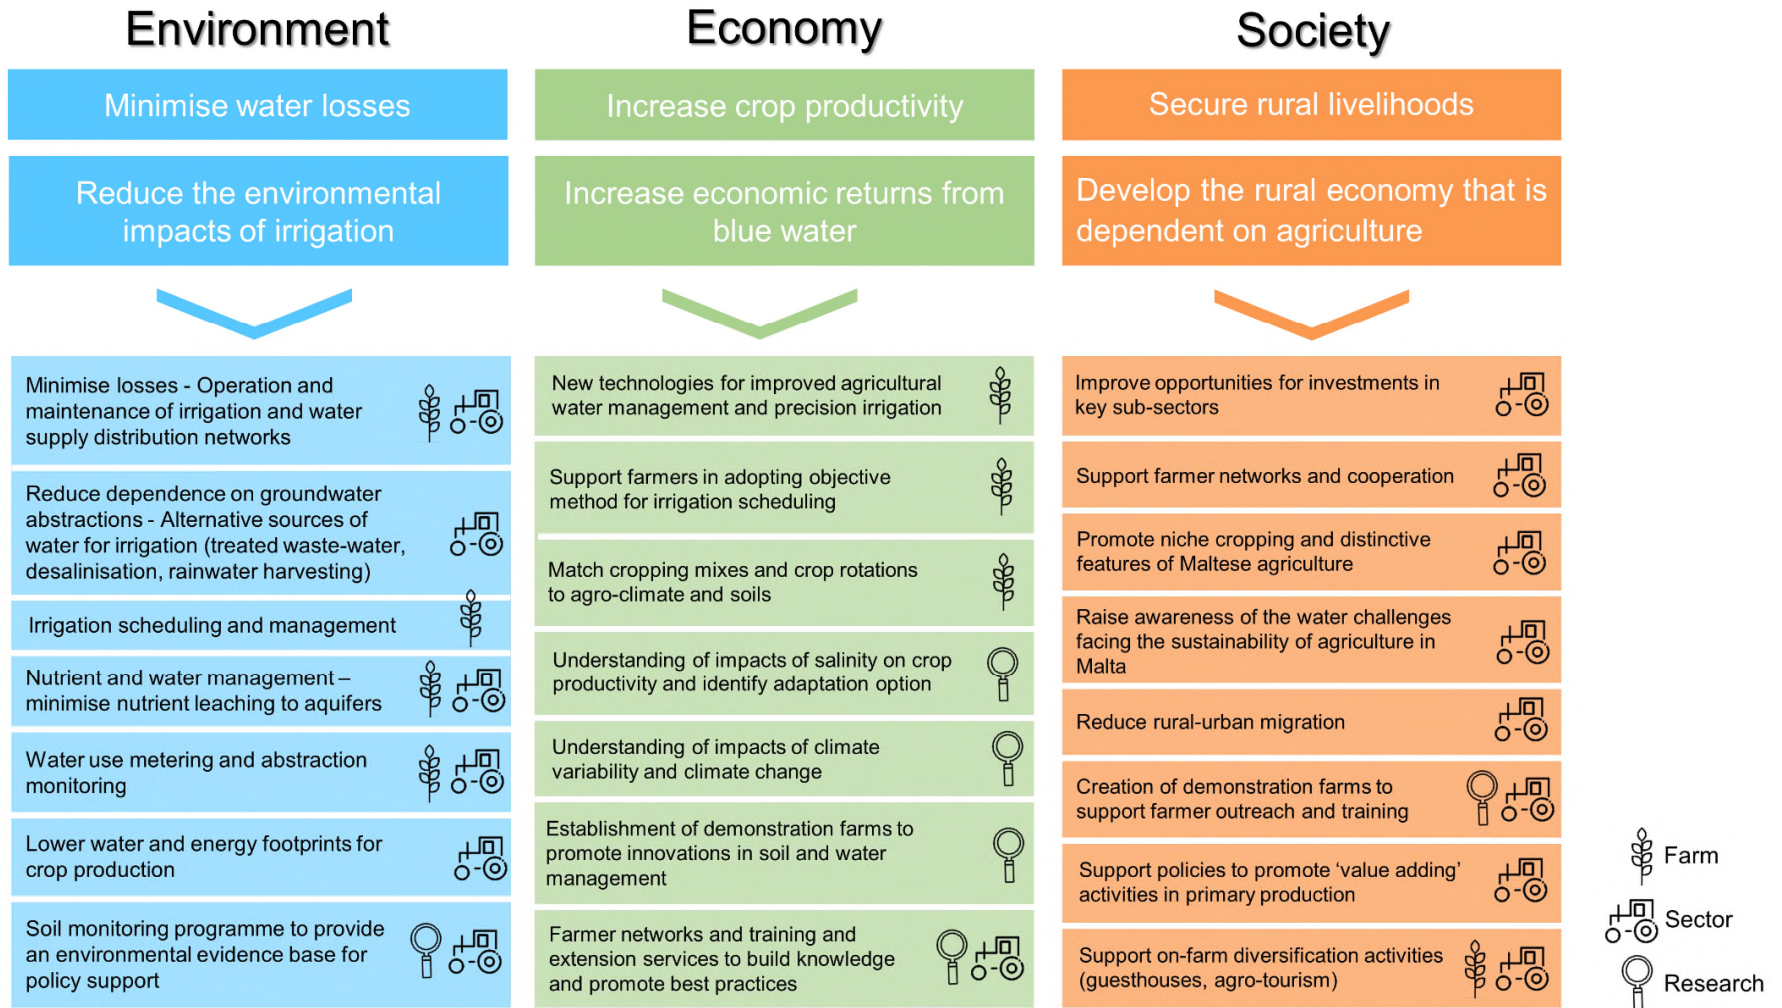 Environment
Minimise water losses
Reduce the environmental
impacts of irrigation
Minimise losses - Operation and
maintenance of irrigation and water
supply distribution networks
Reduce dependence on groundwater
abstractions - Alternative sources of
water for irrigation (treated waste-water,
desalinisation, rainwater harvesting)
Irrigation scheduling and management
Nutrient and water management –
minimise nutrient leaching to aquifers
Water use metering and abstraction
monitoring
Lower water and energy footprints for
crop production
Soil monitoring programme to provide
an environmental evidence base for
policy support
Economy
Increase crop productivity
Increase economic returns from
blue water
New technologies for improved agricultural
water management and precision irrigation
Support farmers in adopting objective
method for irrigation scheduling
Match cropping mixes and crop rotations
to agro-climate and soils
Understanding of impacts of salinity on crop
productivity and identify adaptation option
Understanding of impacts of climate
variability and climate change
Establishment of demonstration farms to
promote innovations in soil and water
management
Farmer networks and training and
extension services to build knowledge
and promote best practices
Society
Secure rural livelihoods
Develop the rural economy that is
dependent on agriculture
Improve opportunities for investments in
key sub-sectors
Support farmer networks and cooperation
Promote niche cropping and distinctive
features of Maltese agriculture
Raise awareness of the water challenges
facing the sustainability of agriculture in
Malta
Reduce rural-urban migration
Creation of demonstration farms to
support farmer outreach and training
Support policies to promote ‘value adding’
activities in primary production
Support on-farm diversification activities
(guesthouses, agro-tourism)
Farm
Sector
Research